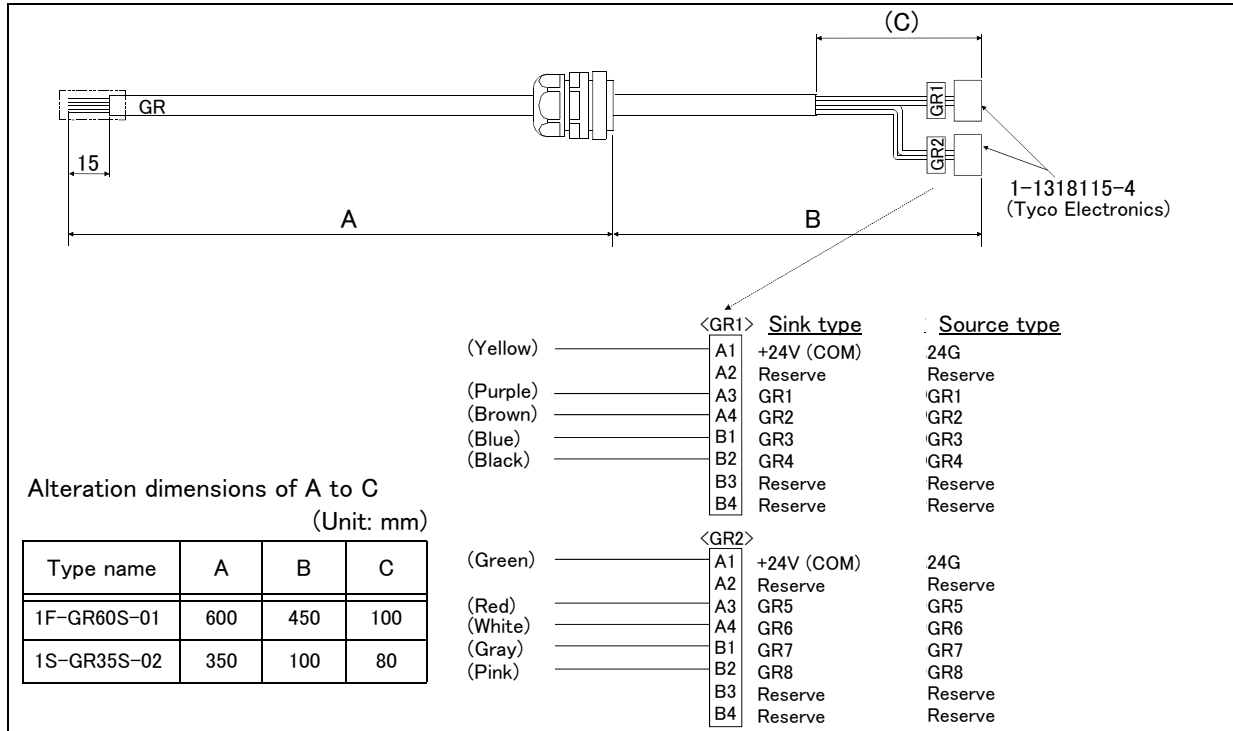 (C)
GR
GR1
GR2
15
1-1318115-4
(Tyco Electronics)
A
B
<GR1> Sink type Source type
(Yellow) A1 +24V (COM) 24G
A2 Reserve Reserve
(Purple) A3 GR1 GR1
(Brown) A4 GR2 GR2
(Blue) B1 GR3 GR3
(Black) B2 GR4 GR4
B3 Reserve Reserve
B4 Reserve Reserve
<GR2>
(Green) A1 +24V (COM) 24G
A2 Reserve Reserve
(Red) A3 GR5 GR5
(White) A4 GR6 GR6
(Gray) B1 GR7 GR7
(Pink) B2 GR8 GR8
B3 Reserve Reserve
B4 Reserve Reserve
Alteration dimensions of A to C
(Unit: mm)
Type name A B C
1F-GR60S-01 600 450 100
1S-GR35S-02 350 100 80